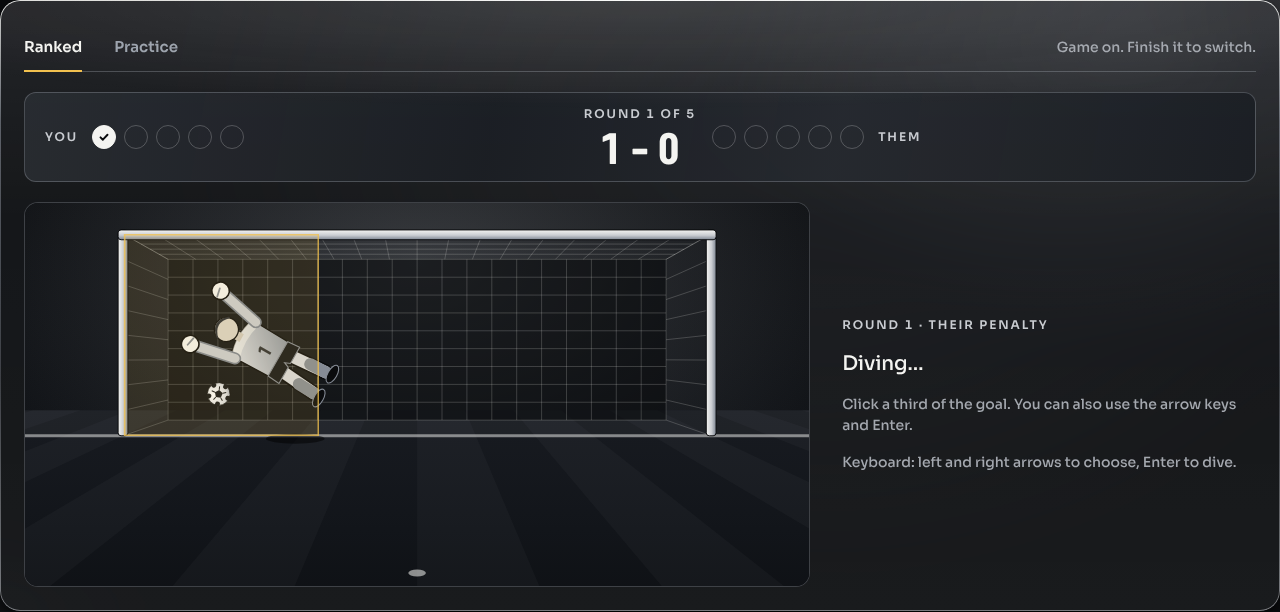 Ranked
Practice
Game on. Finish it to switch.
YOU
ROUND 1 OF 5
1 - 0
THEM
1
ROUND 1 · THEIR PENALTY
Diving...
Click a third of the goal. You can also use the arrow keys
and Enter.
Keyboard: left and right arrows to choose, Enter to dive.